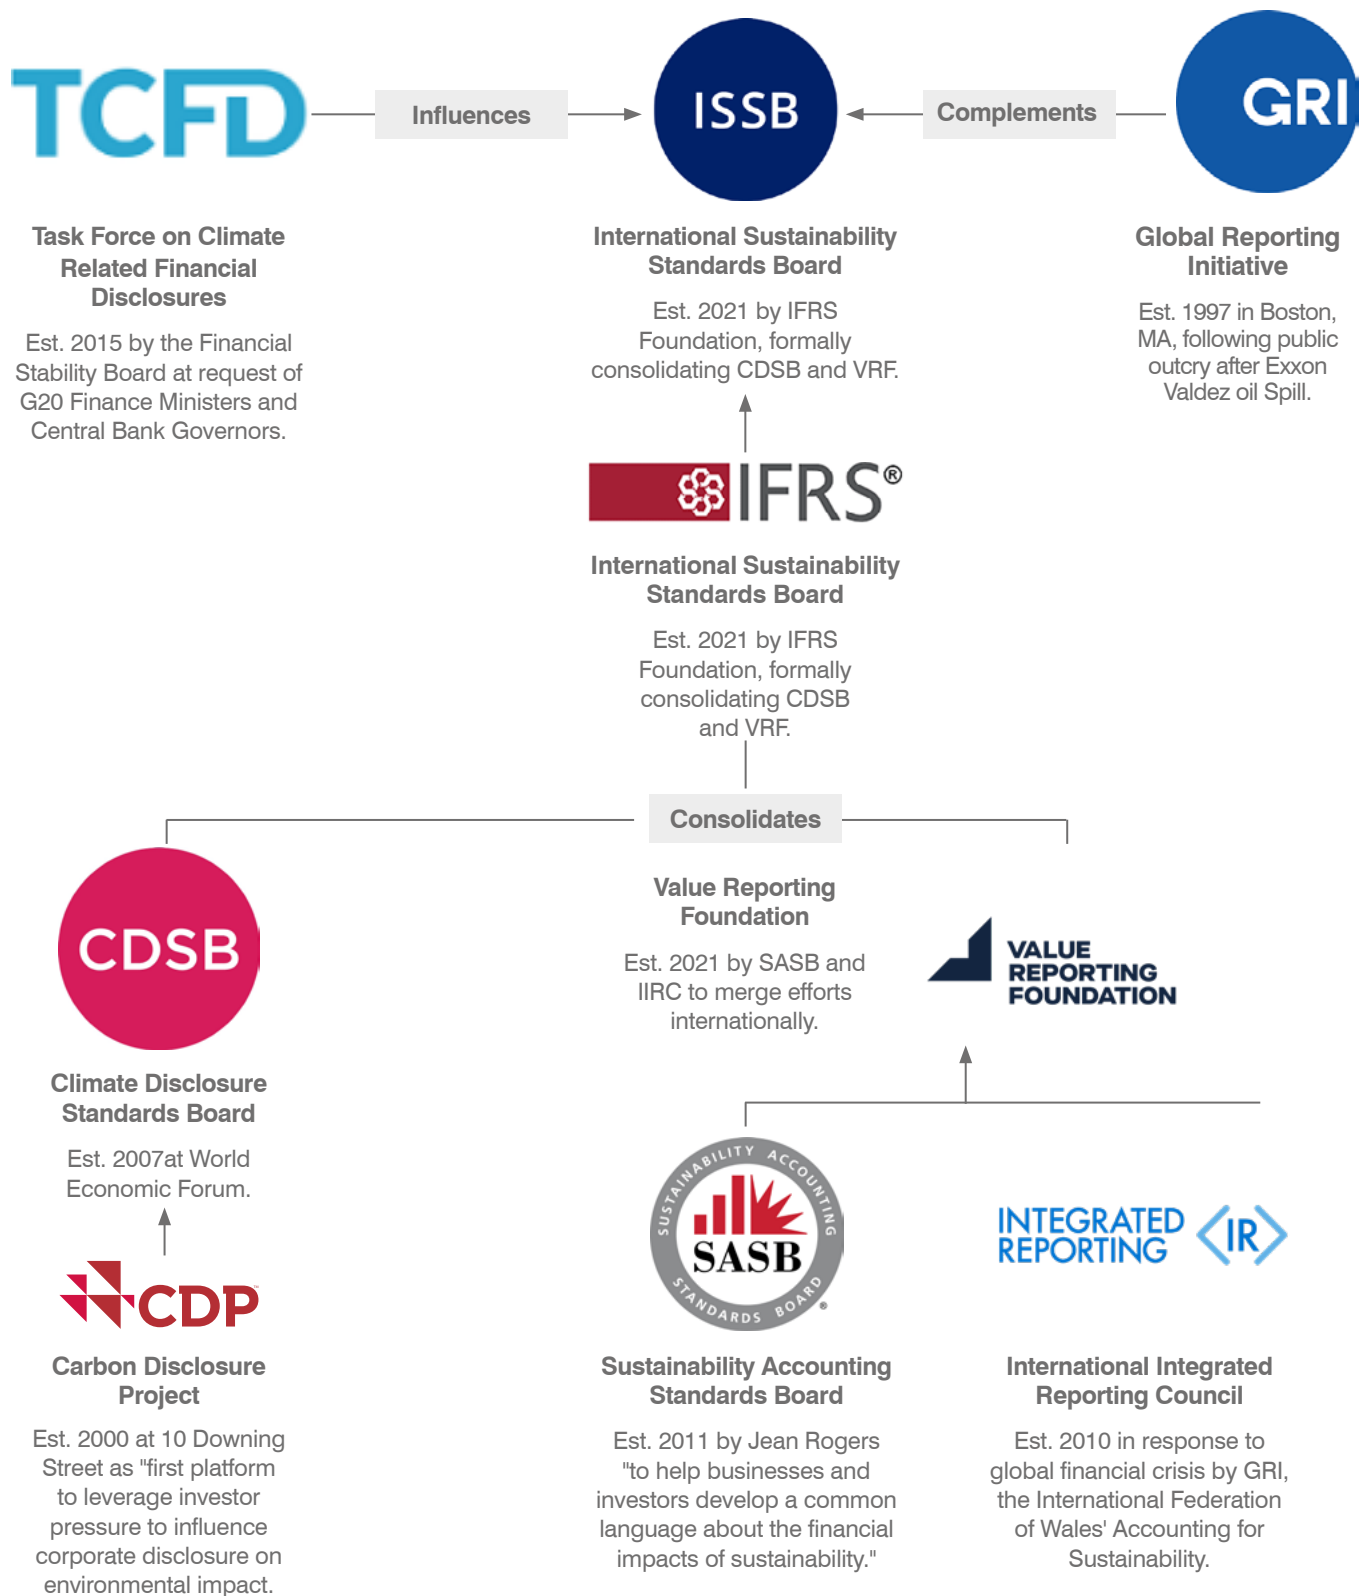 TCFD
Influences
ISSB
Complements
GRI
Task Force on Climate
Related Financial
Disclosures
Est. 2015 by the Financial
Stability Board at request of
G20 Finance Ministers and
Central Bank Governors.
International Sustainability
Standards Board
Est. 2021 by IFRS
Foundation, formally
consolidating CDSB and VRF.
Global Reporting
Initiative
Est. 1997 in Boston,
MA, following public
outcry after Exxon
Valdez oil Spill.
IFRS®
International Sustainability
Standards Board
Est. 2021 by IFRS
Foundation, formally
consolidating CDSB
and VRF.
Consolidates
CDSB
Climate Disclosure
Standards Board
Est. 2007at World
Economic Forum.
Value Reporting
Foundation
Est. 2021 by SASB and
IIRC to merge efforts
internationally.
VALUE
REPORTING
FOUNDATION
CDP™
Carbon Disclosure
Project
Est. 2000 at 10 Downing
Street as "first platform
to leverage investor
pressure to influence
corporate disclosure on
environmental impact.
SUSTAINABILITY ACCOUNTING
SASB
STANDARDS BOARD ®
Sustainability Accounting
Standards Board
Est. 2011 by Jean Rogers
"to help businesses and
investors develop a common
language about the financial
impacts of sustainability."
INTEGRATED
REPORTING
<IR>
International Integrated
Reporting Council
Est. 2010 in response to
global financial crisis by GRI,
the International Federation
of Wales' Accounting for
Sustainability.